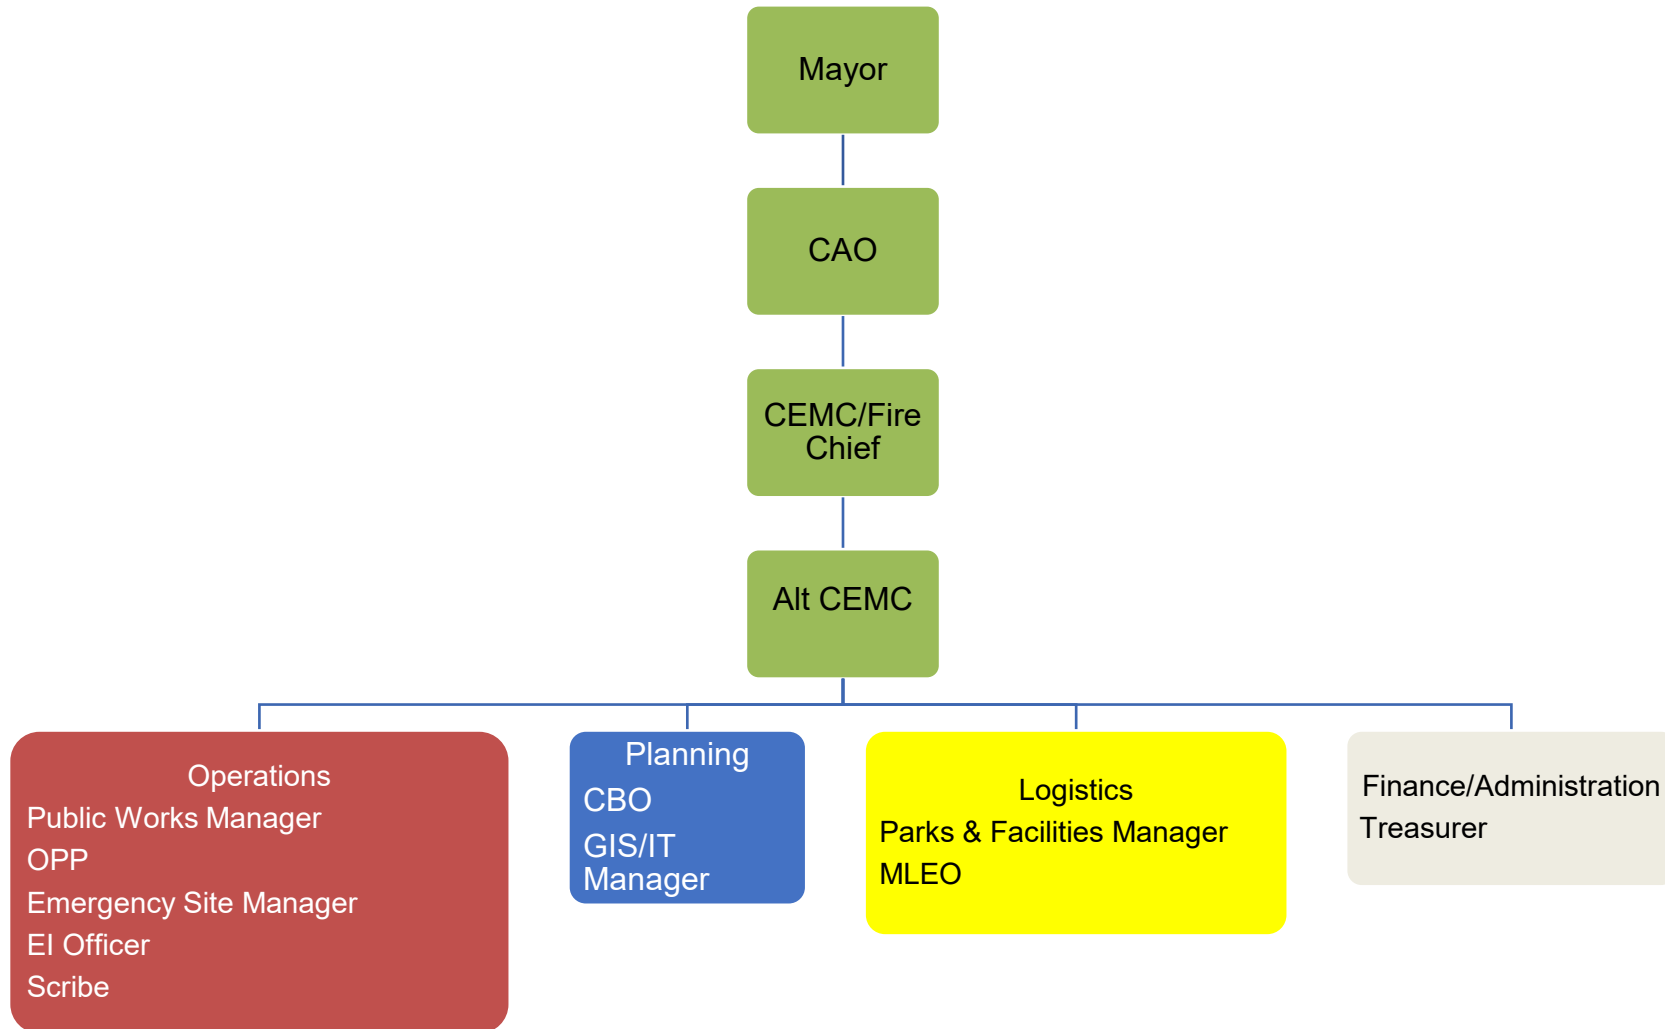 Mayor
CAO
CEMC/Fire
Chief
Alt CEMC
Operations
Public Works Manager
OPP
Emergency Site Manager
EI Officer
Scribe
Planning
CBO
GIS/IT
Manager
Logistics
Parks & Facilities Manager
MLEO
Finance/Administration
Treasurer